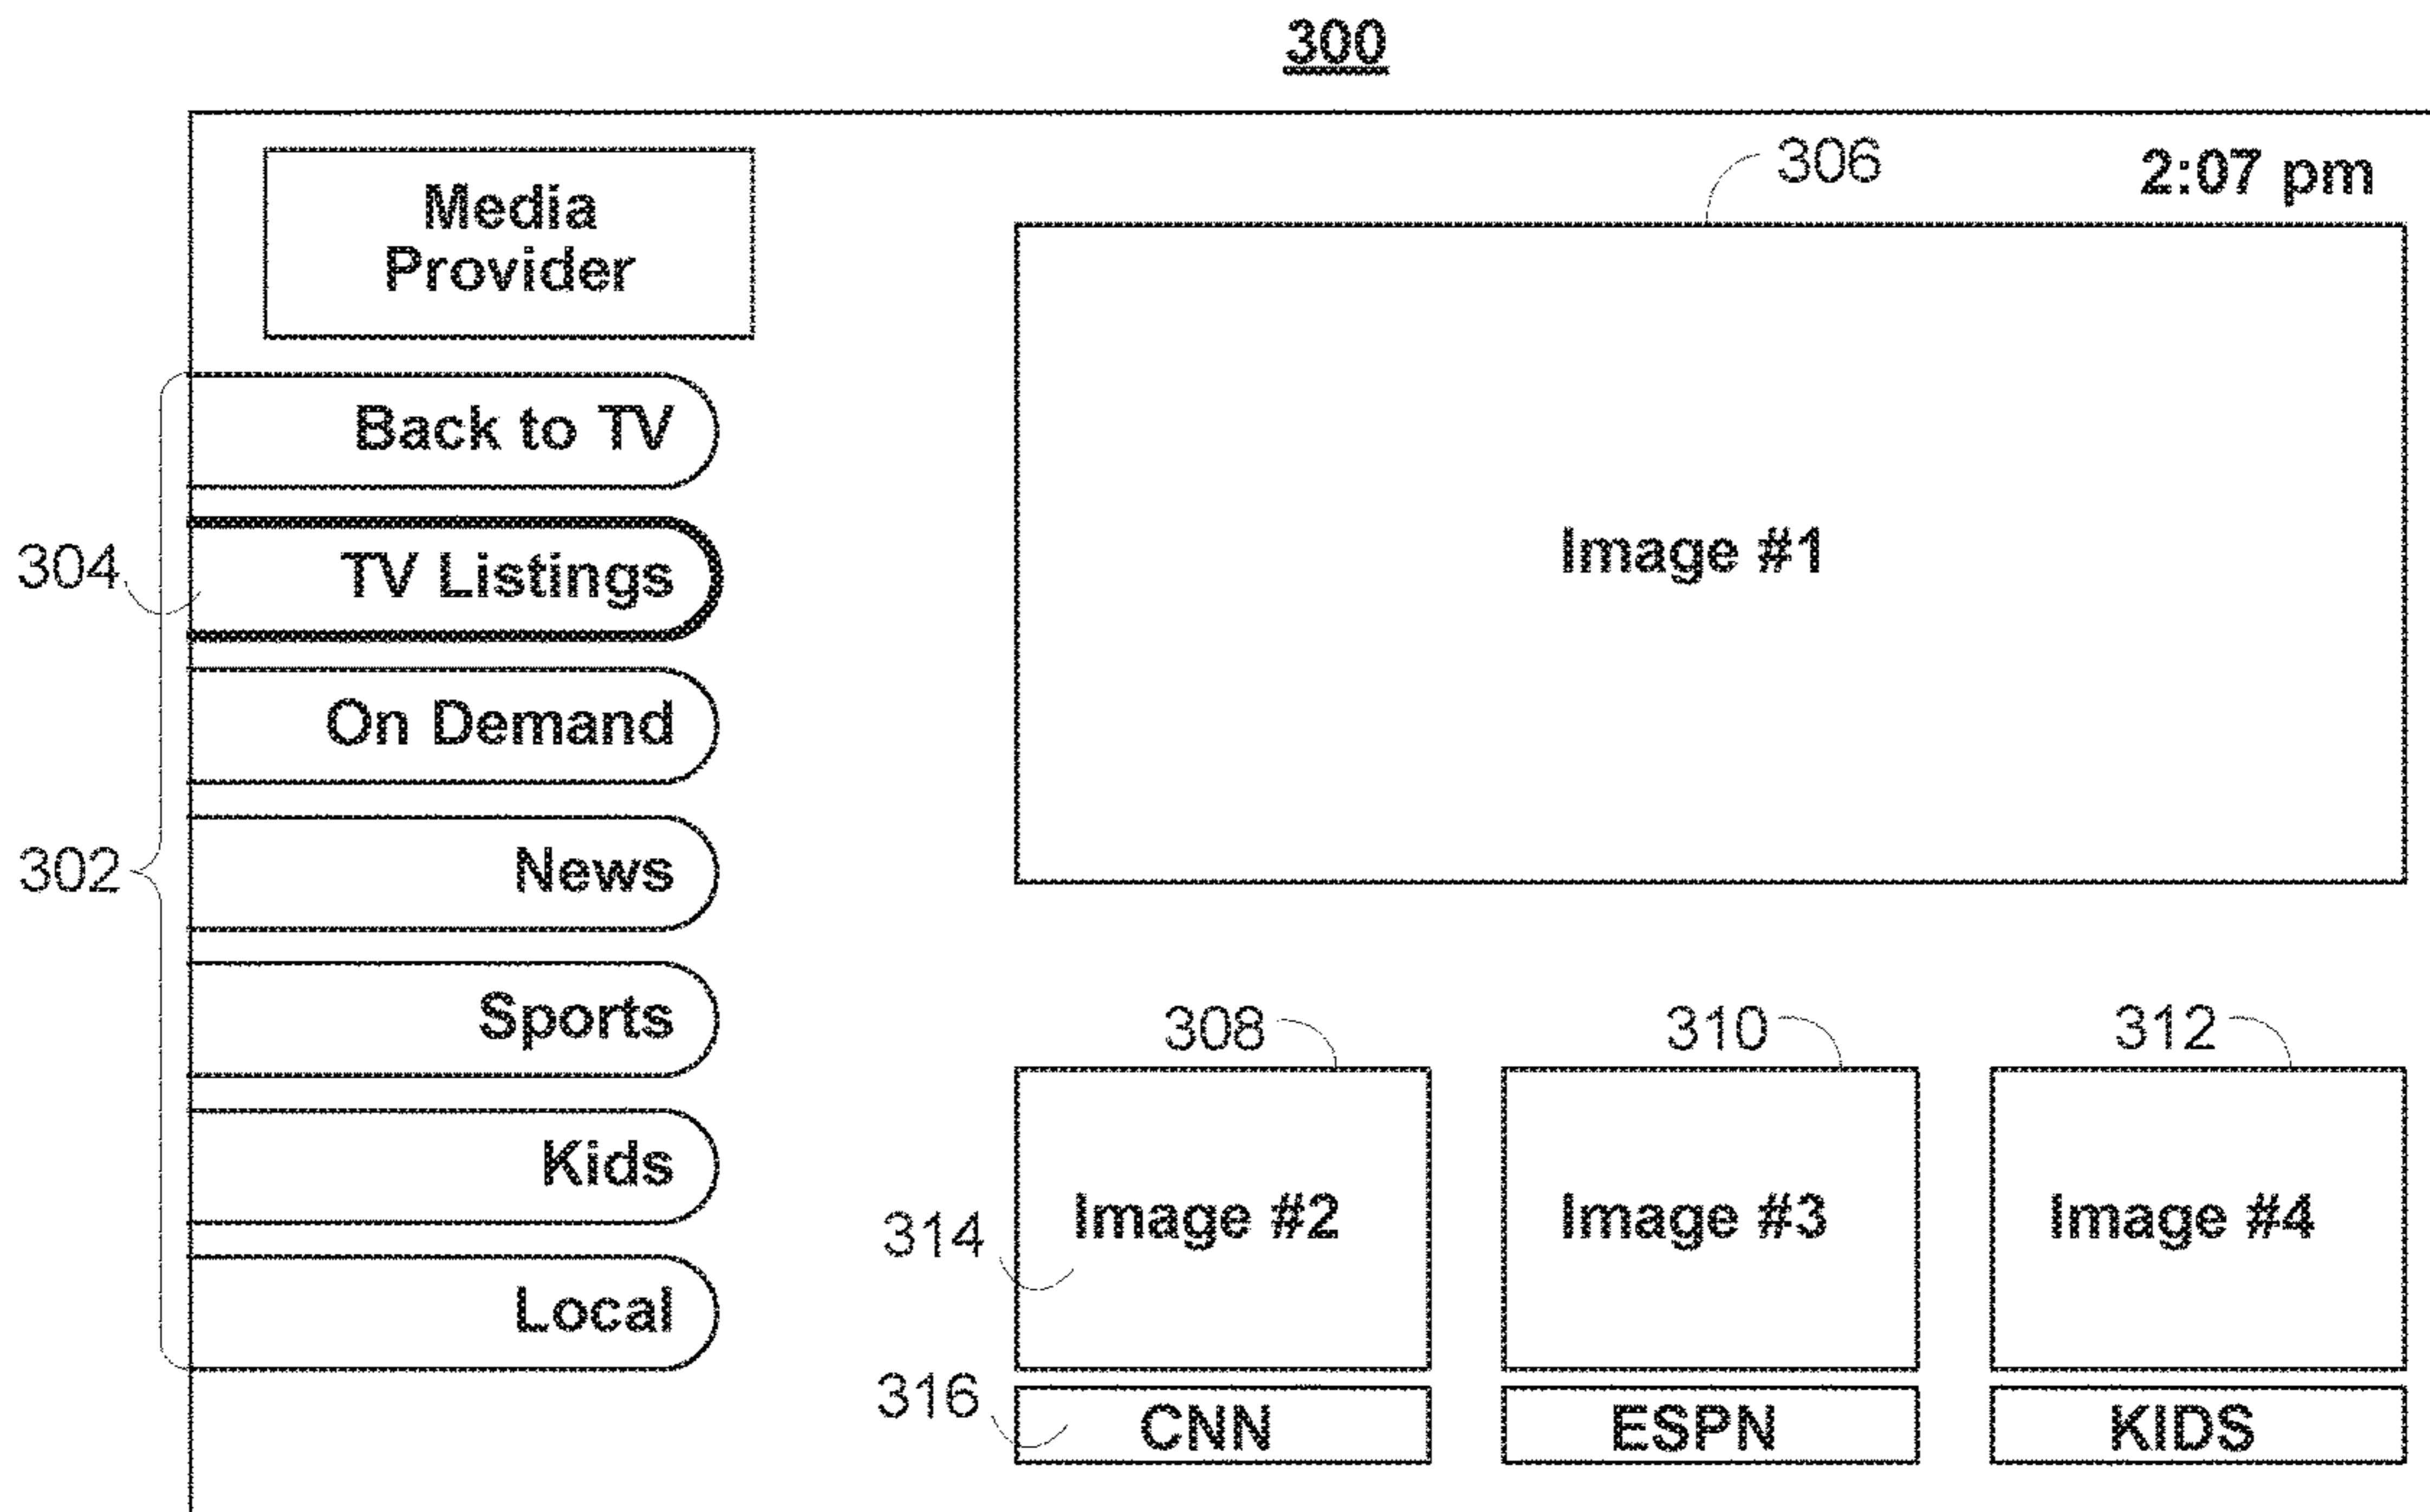 300
306
2:07 pm
Media
Provider
Back to TV
304
TV Listings
Image #1
On Demand
302
News
Sports
308
310
312
Kids
314
Image #2
Image #3
Image #4
Local
316
CNN
ESPN
KIDS